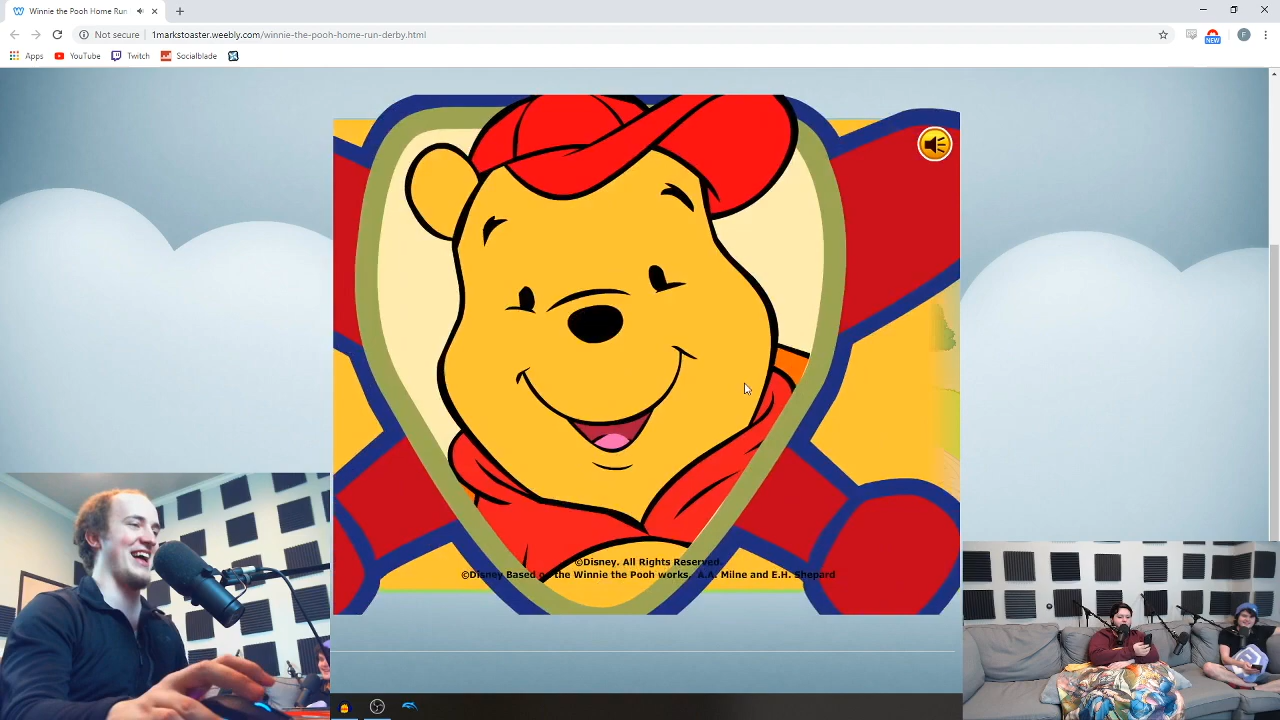 Winnie the Pooh Home Run
Not secure
1markstoaster.weebly.com/winnie-the-pooh-home-run-derby.html
NEW
F
Apps
YouTube
Twitch
Socialblade
©Disney. All Rights Reserved.
©Disney Based on the Winnie the Pooh works. A.A. Milne and E.H. Shepard